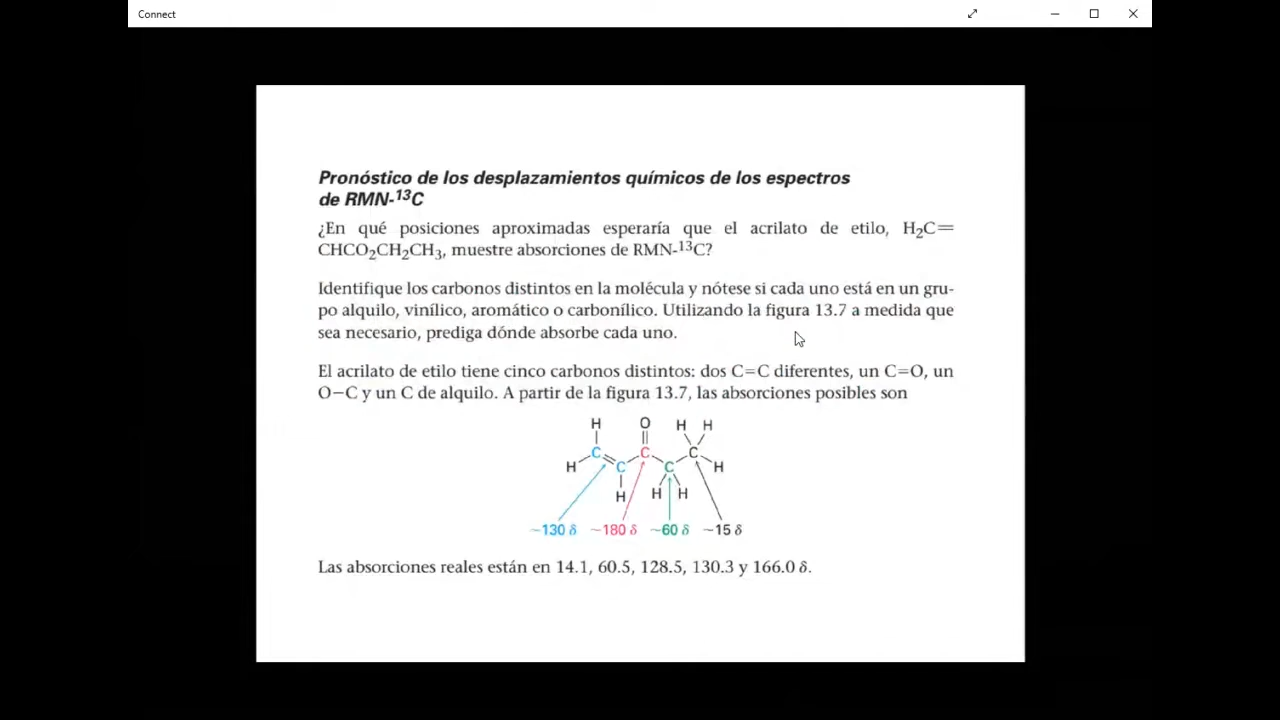 Connect
Pronóstico de los desplazamientos químicos de los espectros
de RMN-¹³C
¿En qué posiciones aproximadas esperaría que el acrilato de etilo, H₂C=
CHCO₂CH₂CH₃, muestre absorciones de RMN-¹³C?
Identifique los carbonos distintos en la molécula y nótese si cada uno está en un gru-
po alquilo, vinílico, aromático o carbonílico. Utilizando la figura 13.7 a medida que
sea necesario, prediga dónde absorbe cada uno.
El acrilato de etilo tiene cinco carbonos distintos: dos C=C diferentes, un C=O, un
O−C y un C de alquilo. A partir de la figura 13.7, las absorciones posibles son
H O H H
C C C
H C C H
H H H
~130 δ ~180 δ ~60 δ ~15 δ
Las absorciones reales están en 14.1, 60.5, 128.5, 130.3 y 166.0 δ.